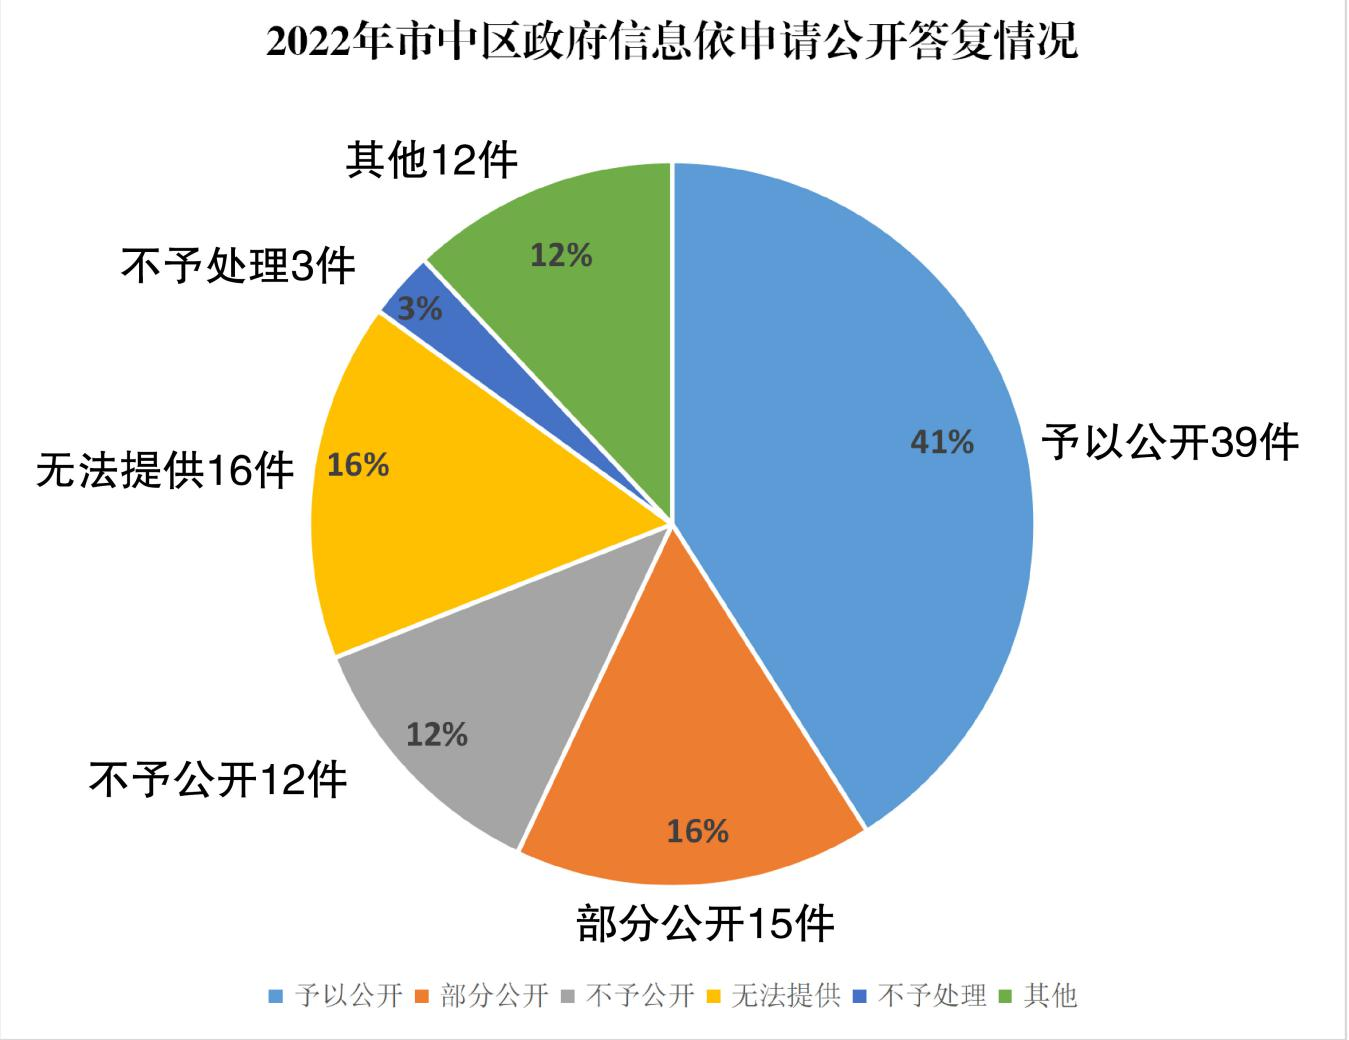 2022年市中区政府信息依申请公开答复情况
其他12件
12%
不予处理3件
3%
41%
予以公开39件
无法提供16件
16%
12%
不予公开12件
16%
部分公开15件
予以公开 部分公开 不予公开 无法提供 不予处理 其他